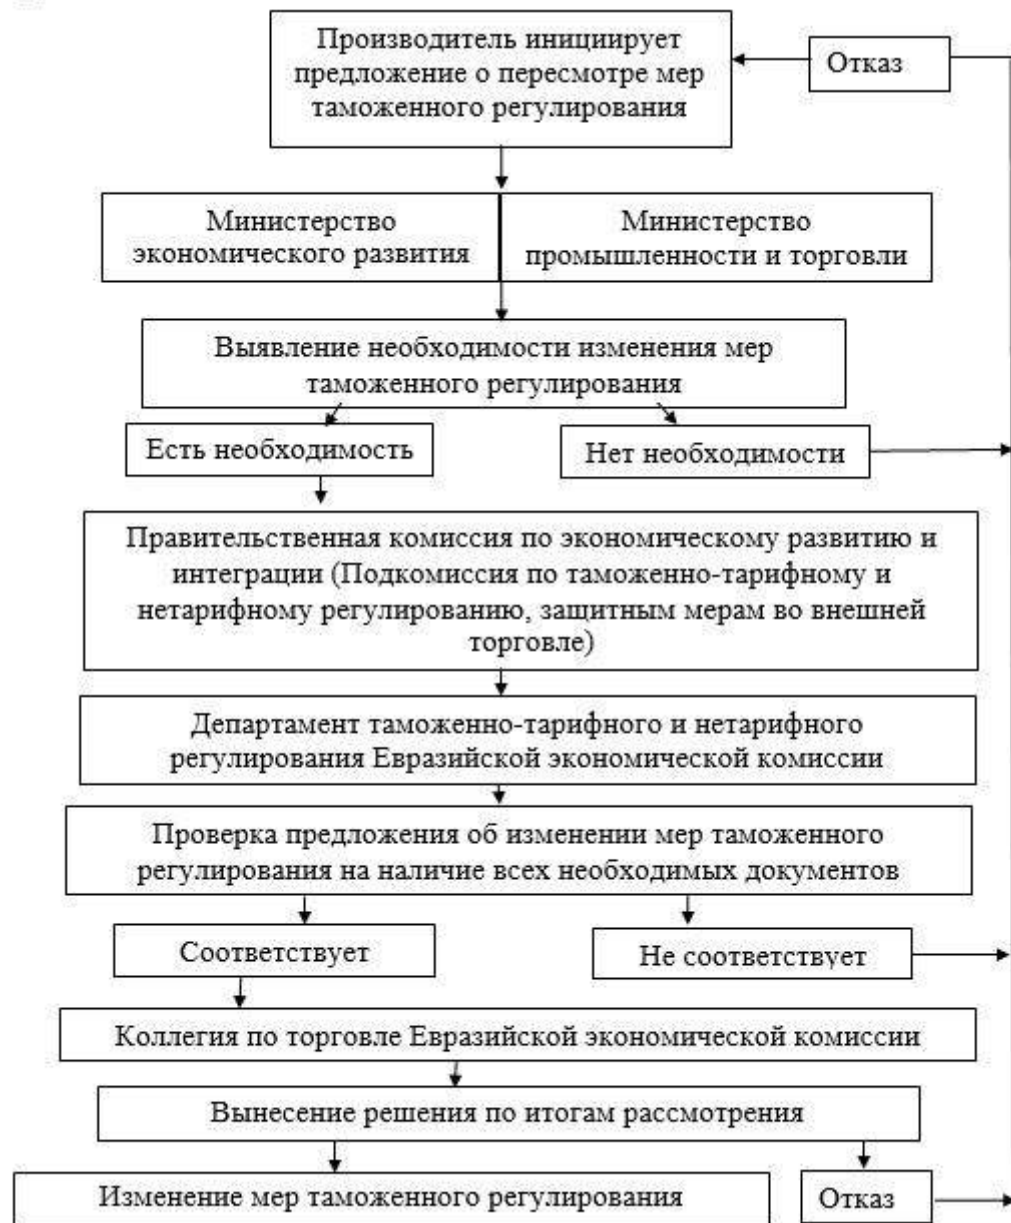 Производитель инициирует
предложение о пересмотре мер
таможенного регулирования
Отказ
Министерство
экономического развития
Министерство
промышленности и торговли
Выявление необходимости изменения мер
таможенного регулирования
Есть необходимость
Нет необходимости
Правительственная комиссия по экономическому развитию и
интеграции (Подкомиссия по таможенно-тарифному и
нетарифному регулированию, защитным мерам во внешней
торговле)
Департамент таможенно-тарифного и нетарифного
регулирования Евразийской экономической комиссии
Проверка предложения об изменении мер таможенного
регулирования на наличие всех необходимых документов
Соответствует
Не соответствует
Коллегия по торговле Евразийской экономической комиссии
Вынесение решения по итогам рассмотрения
Изменение мер таможенного регулирования
Отказ